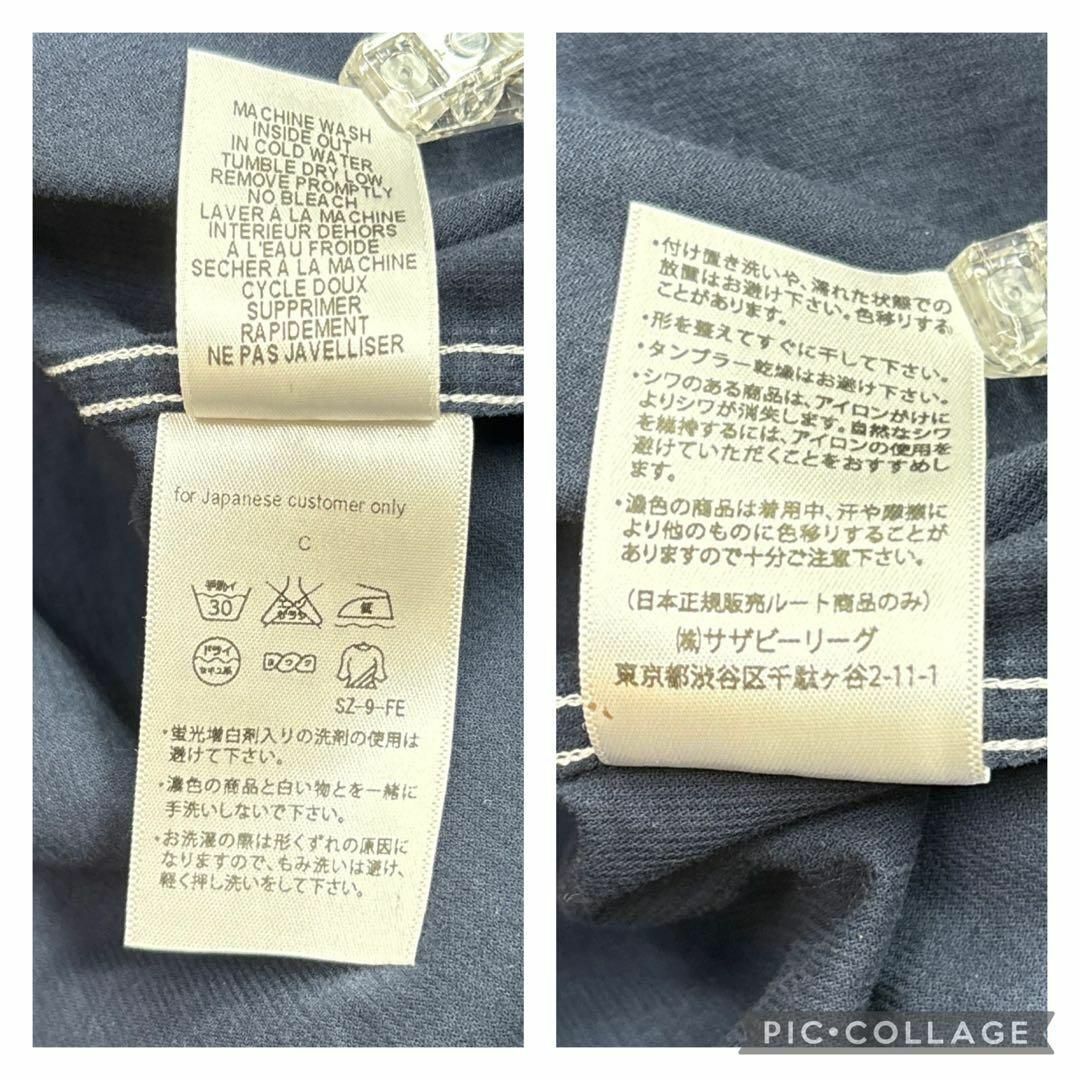 MACHINE WASH
INSIDE OUT
IN COLD WATER
TUMBLE DRY LOW
REMOVE PROMPTLY
NO BLEACH
LAVER À LA MACHINE
INTERIEUR DEHORS
A L'EAU FROIDE
SECHER À LA MACHINE
CYCLE DOUX
SUPPRIMER
RAPIDEMENT
NE PAS JAVELLISER
for Japanese customer only
C
手洗イ
30
エンソ
サラシ
低
ドライ
セキユ系
SZ-9-FE
・蛍光増白剤入りの洗剤の使用は
避けて下さい。
・濃色の商品と白い物とを一緒に
手洗いしないで下さい。
・お洗濯の際は形くずれの原因に
なりますので、もみ洗いは避け、
軽く押し洗いをして下さい。
・付け置き洗いや、濡れた状態での
放置はお避け下さい。色移りする
ことがあります。
・形を整えてすぐに干して下さい。
・タンブラー乾燥はお避け下さい。
・シワのある商品は、アイロンがけに
よりシワが消失します。自然なシワ
を維持するには、アイロンの使用を
避けていただくことをおすすめし
ます。
・濃色の商品は着用中、汗や摩擦に
より他のものに色移りすることが
ありますので十分ご注意下さい。
(日本正規販売ルート商品のみ)
㈱サザビーリーグ
東京都渋谷区千駄ヶ谷2-11-1
PIC•COLLAGE